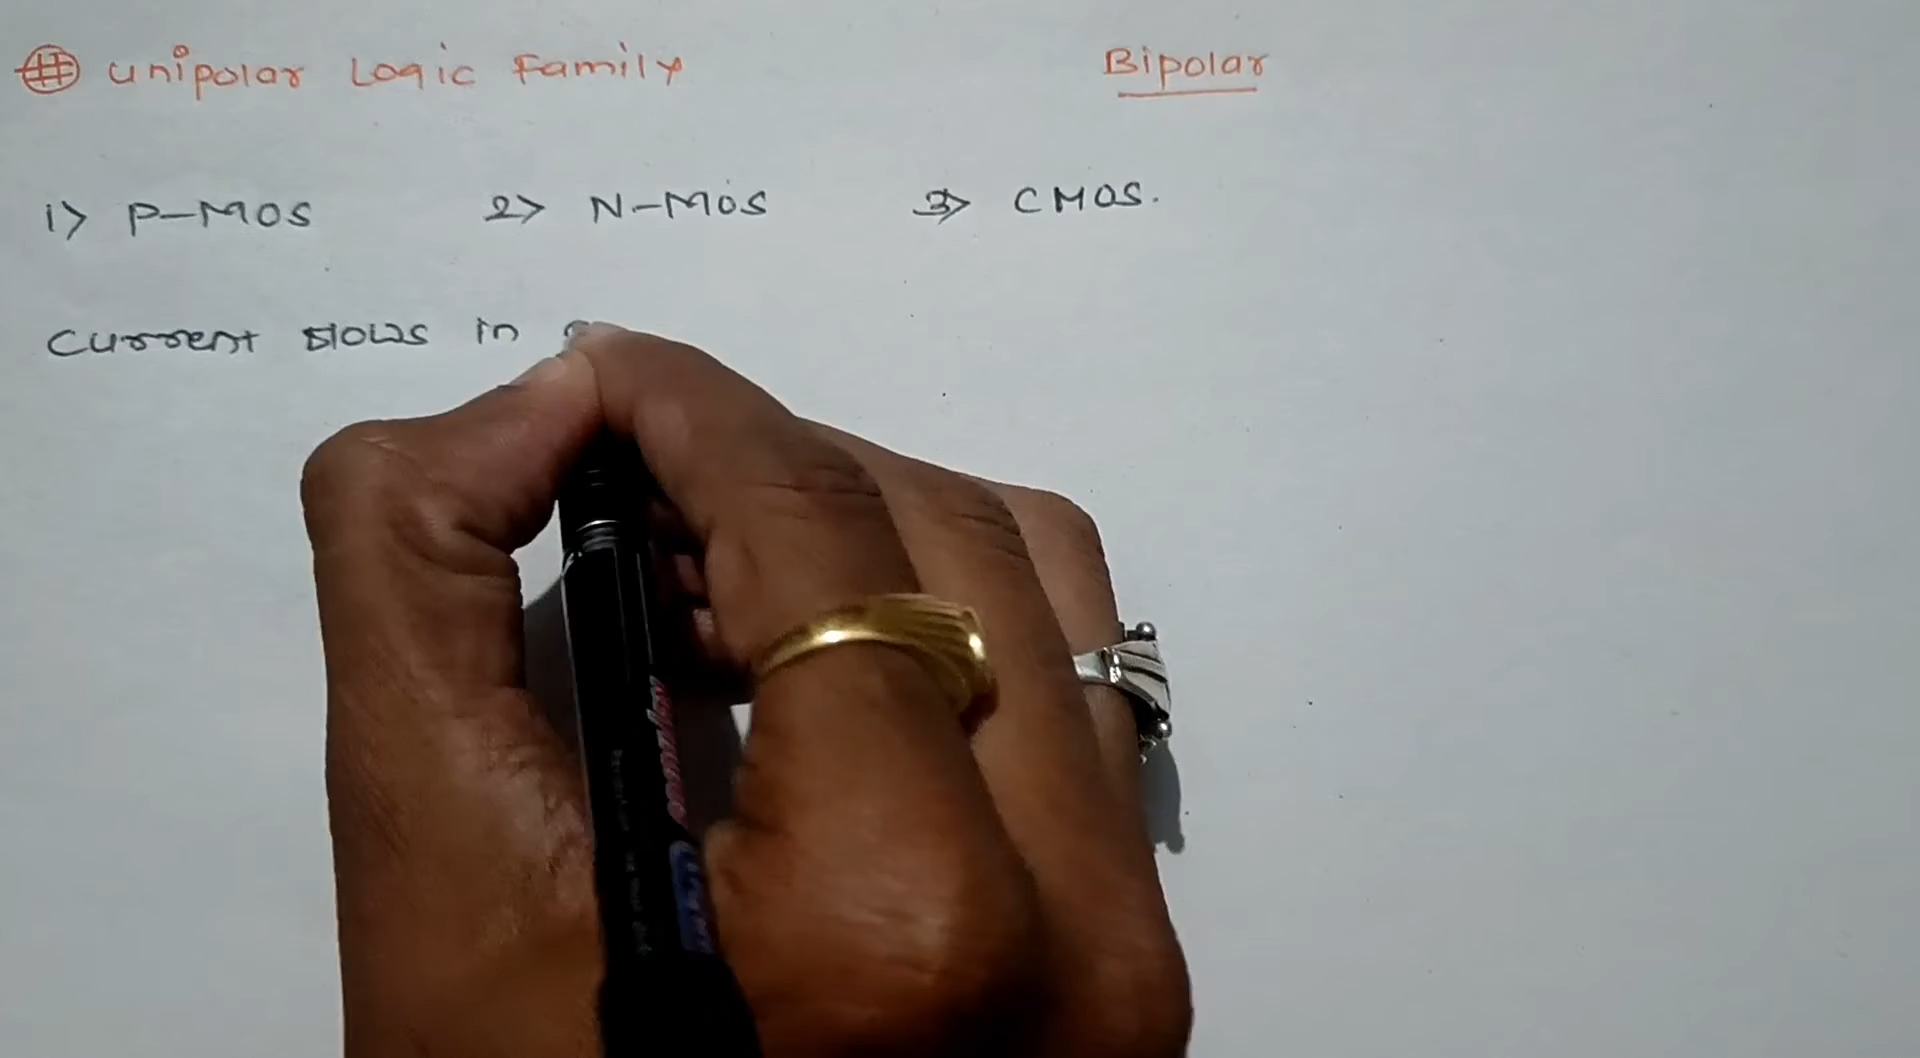 # unipolar Logic Family Bipolar
1> P-MOS 2> N-MOS 3> CMOS.
Current flows in